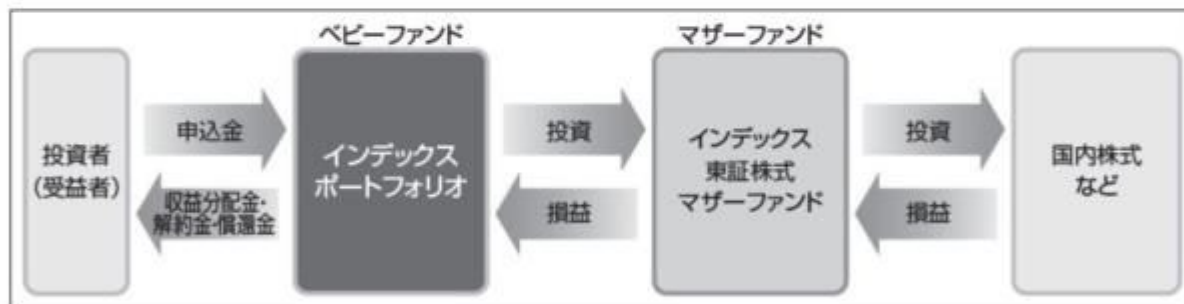 ベビーファンド
マザーファンド
投資者
(受益者)
申込金
収益分配金・
解約金・償還金
インデックス
ポートフォリオ
投資
損益
インデックス
東証株式
マザーファンド
投資
損益
国内株式
など